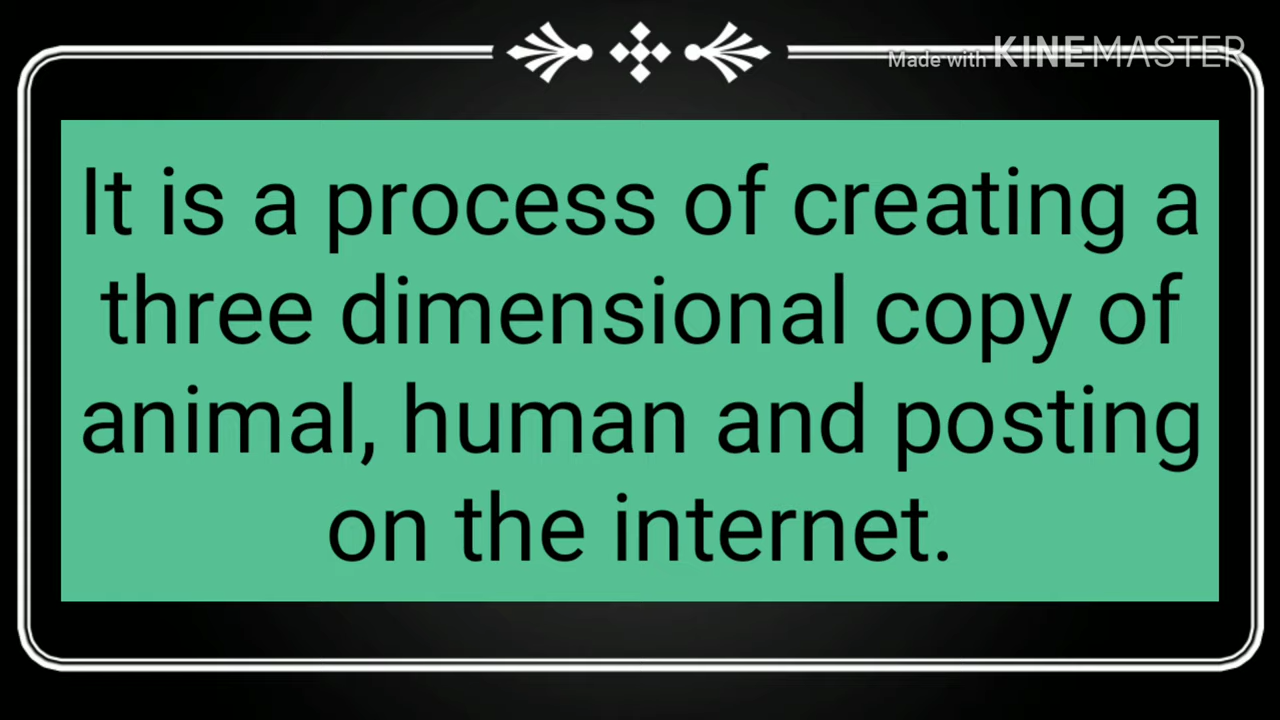 Made with KINEMASTER
It is a process of creating a
three dimensional copy of
animal, human and posting
on the internet.